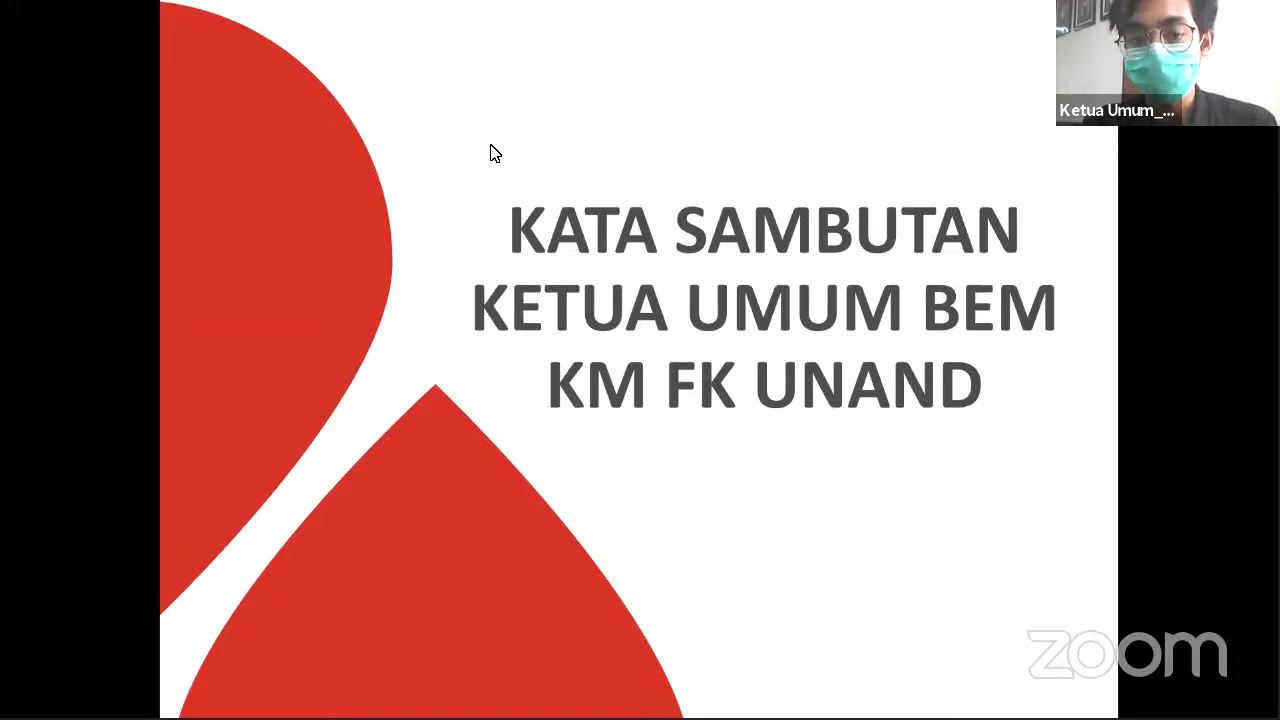 Ketua Umum_...
KATA SAMBUTAN
KETUA UMUM BEM
KM FK UNAND
zoom